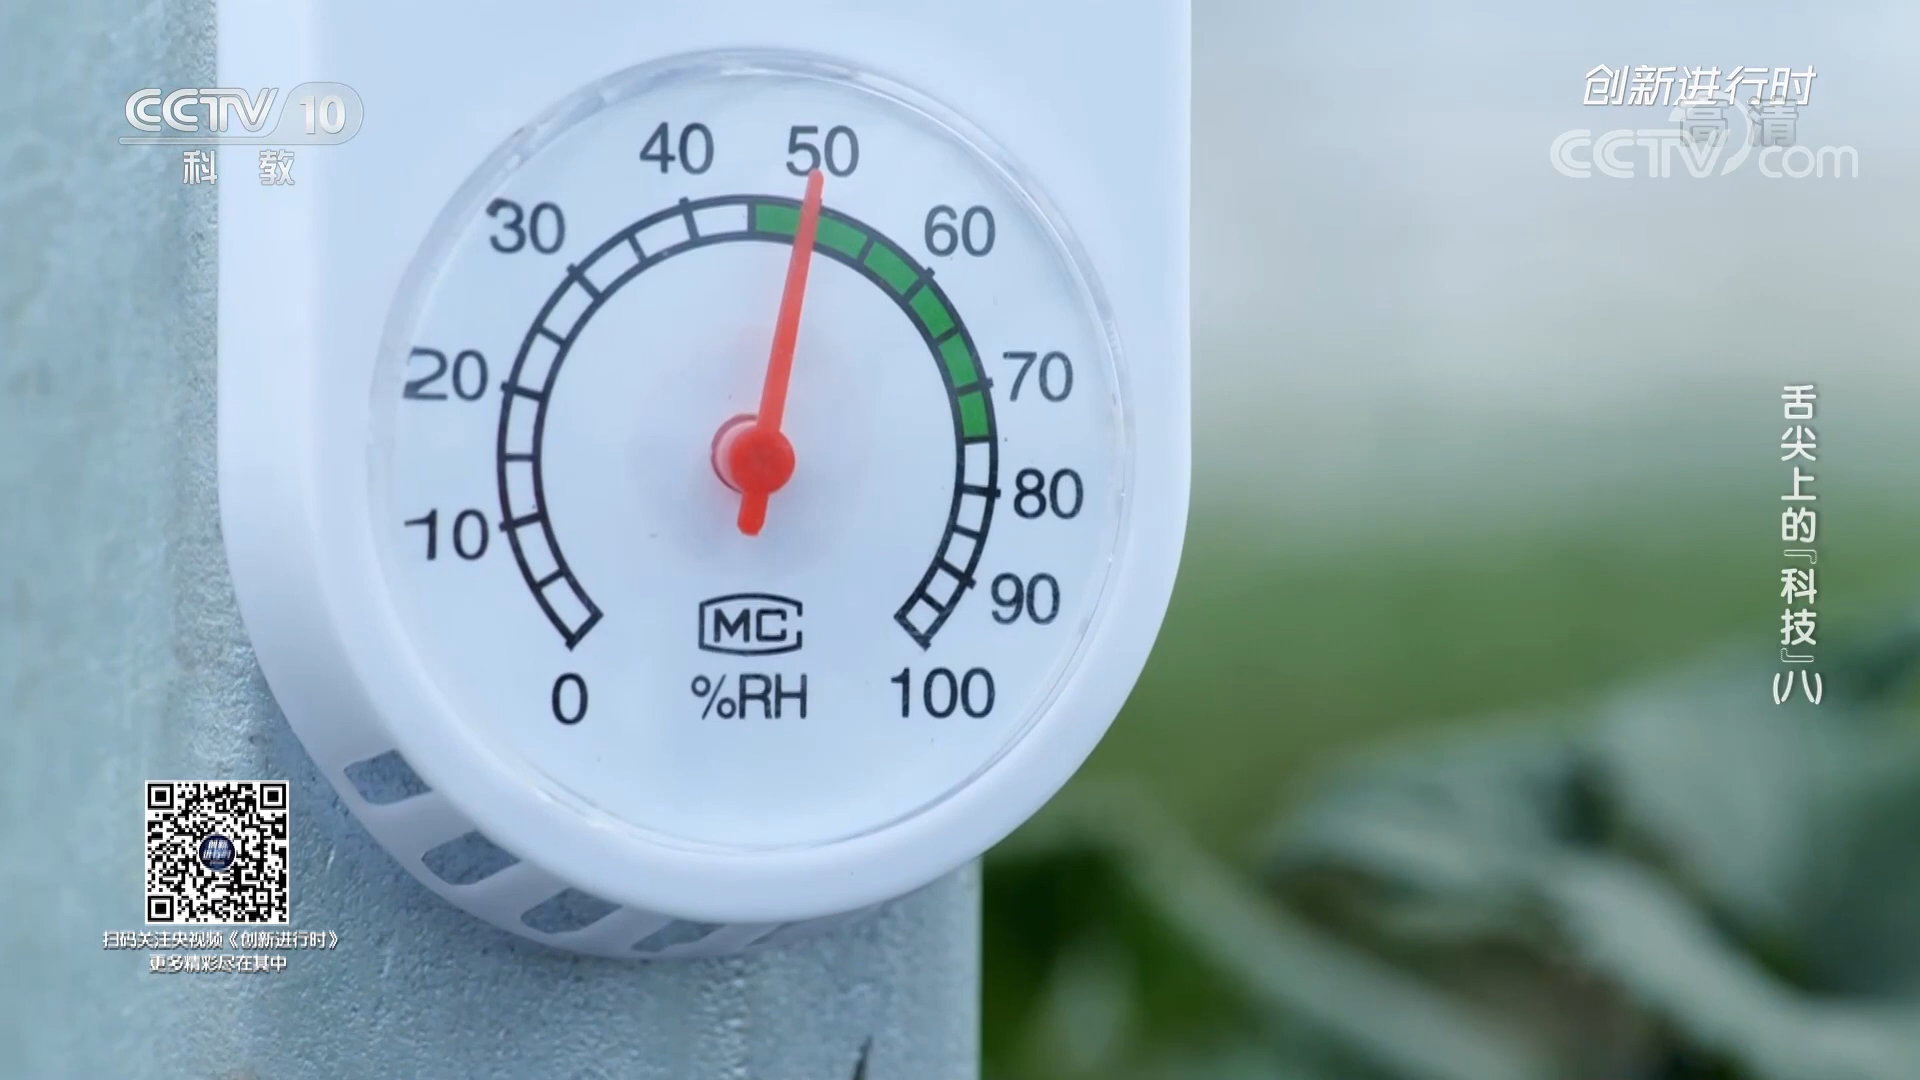 CCTV 10
科 教
创新进行时
高清
CCTV.com
40 50
30 60
20 70
10 80
90
MC
0 %RH 100
舌尖上的『科技』(八)
扫码关注央视频《创新进行时》
更多精彩尽在其中